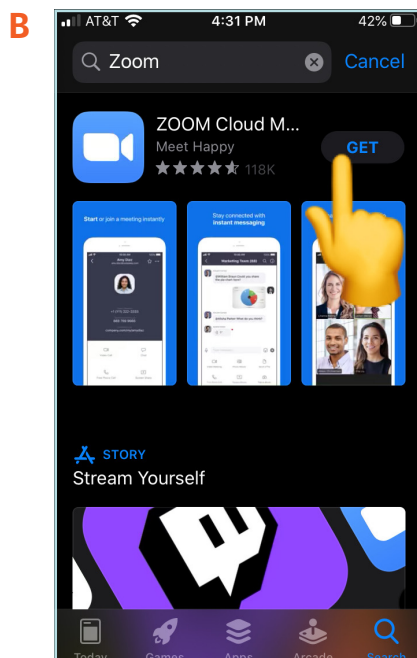 B
AT&T 4:31 PM 42%
Zoom Cancel
ZOOM Cloud M...
Meet Happy
GET
118K
Start or join a meeting instantly
Stay connected with
instant messaging
STORY
Stream Yourself
Today Games Apps Arcade Search